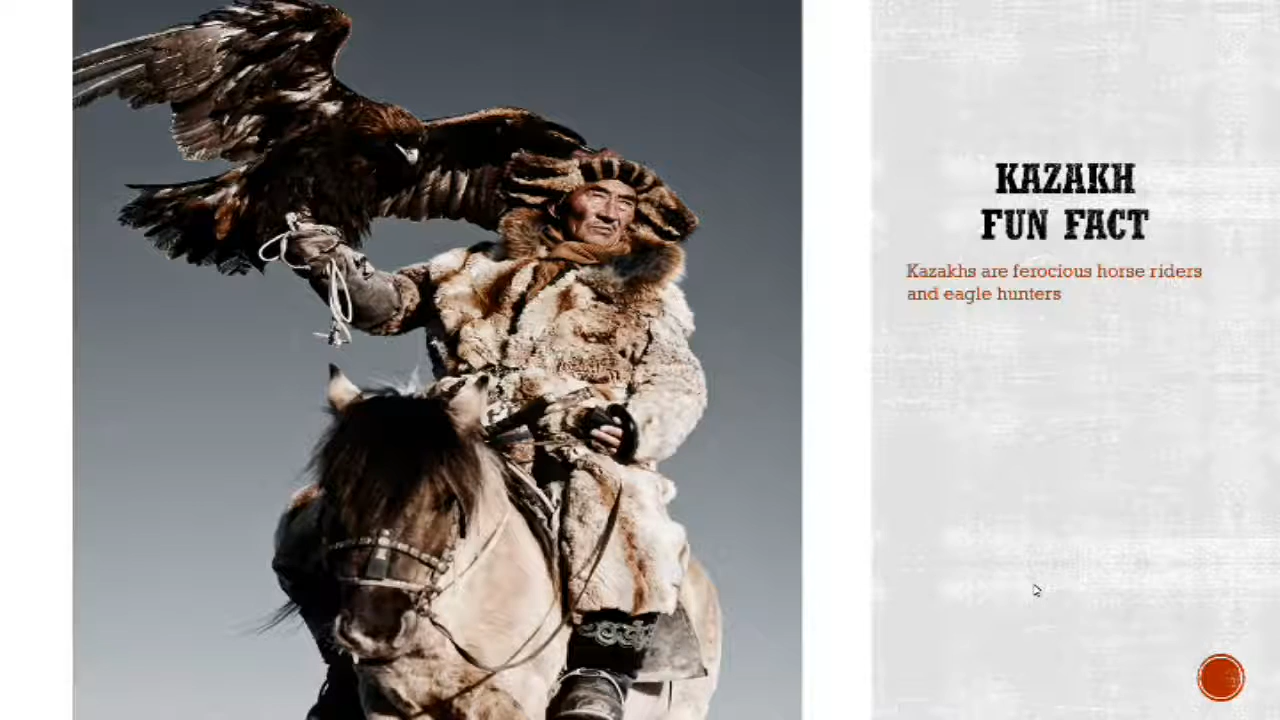 KAZAKH
FUN FACT
Kazakhs are ferocious horse riders
and eagle hunters